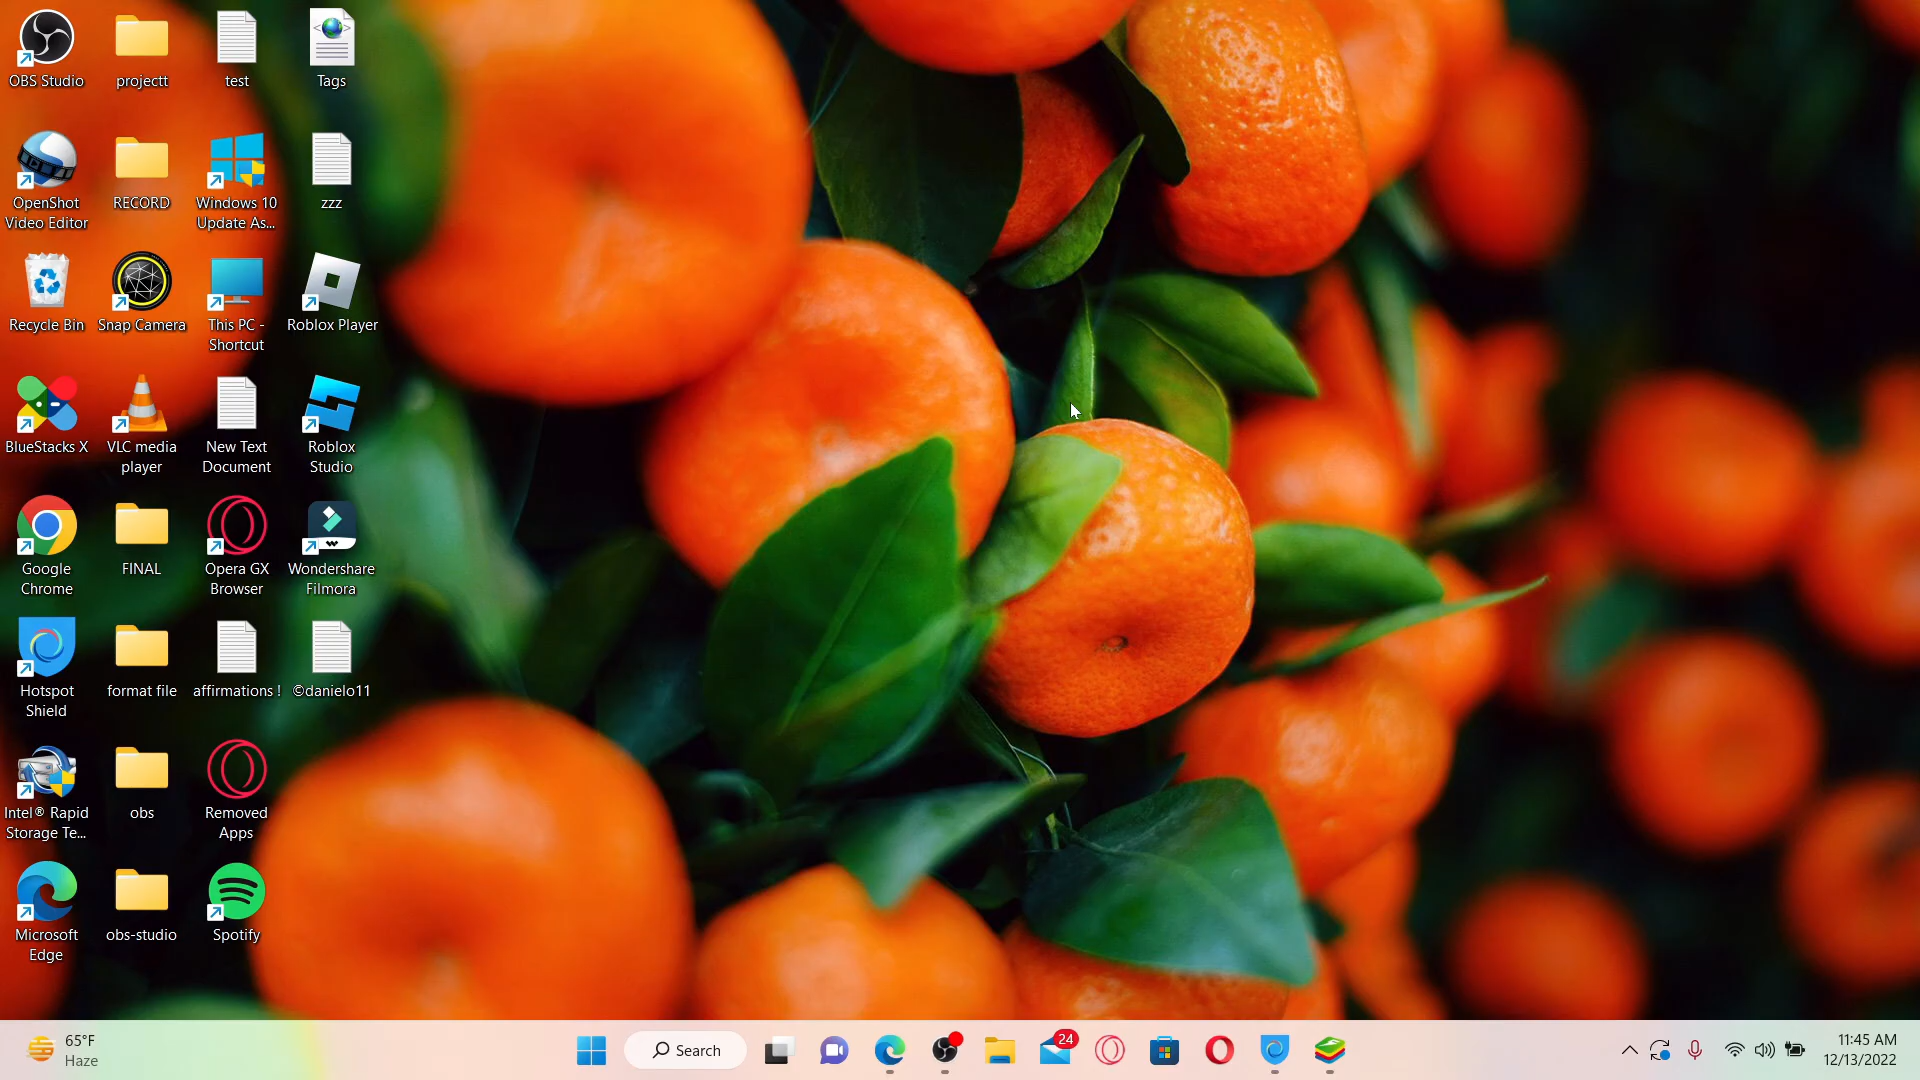 OBS Studio
projectt
test
Tags
OpenShot
Video Editor
RECORD
Windows 10
Update As...
zzz
Recycle Bin
Snap Camera
This PC -
Shortcut
Roblox Player
BlueStacks X
VLC media
player
New Text
Document
Roblox
Studio
Google
Chrome
FINAL
Opera GX
Browser
Wondershare
Filmora
Hotspot
Shield
format file
affirmations !
©danielo11
Intel® Rapid
Storage Te...
obs
Removed
Apps
Microsoft
Edge
obs-studio
Spotify
65°F
Haze
Search
24
11:45 AM
12/13/2022